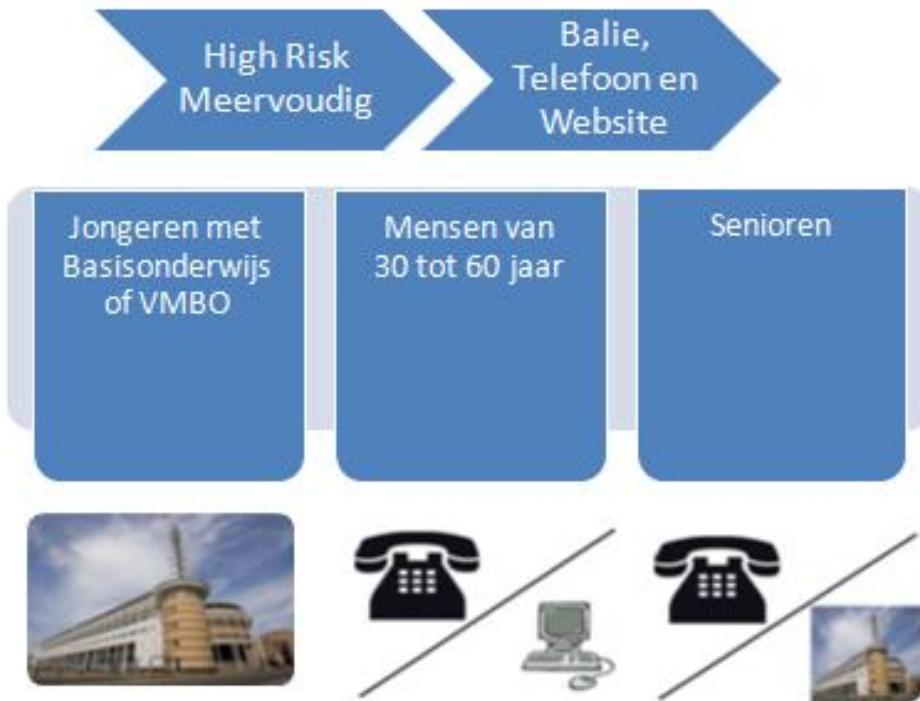 High Risk
Meervoudig
Balie,
Telefoon en
Website
Jongeren met
Basisonderwijs
of VMBO
Mensen van
30 tot 60 jaar
Senioren